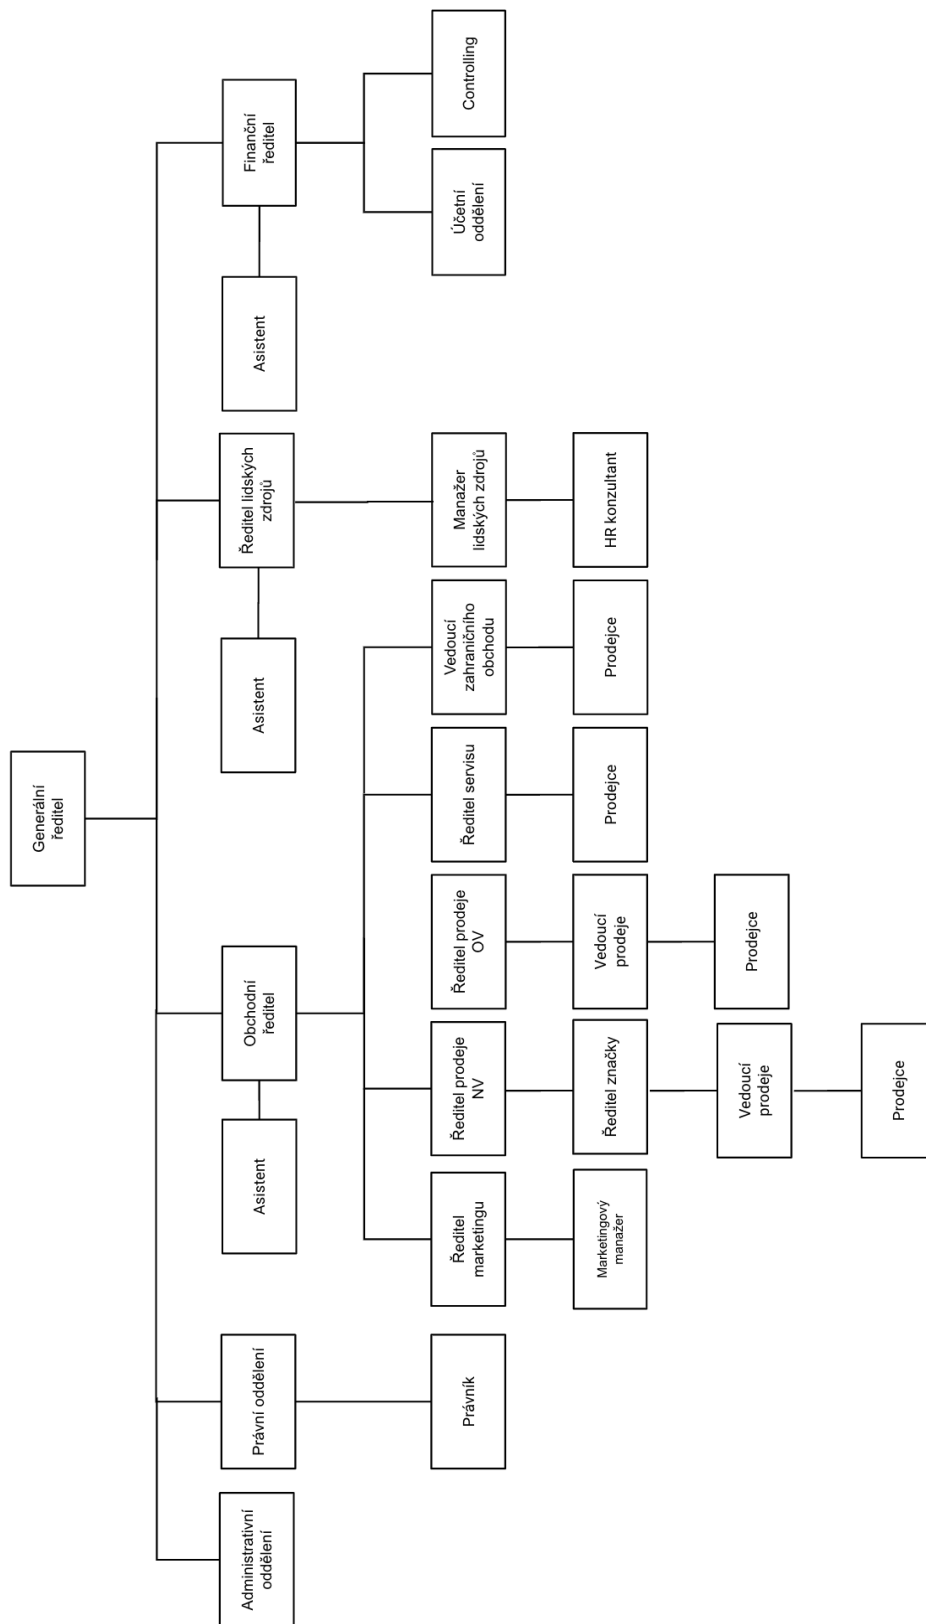 Generální
ředitel
Administrativní
oddělení
Právní oddělení
Obchodní
ředitel
Ředitel lidských
zdrojů
Finanční
ředitel
Asistent
Asistent
Asistent
Právník
Ředitel
marketingu
Ředitel prodeje
NV
Ředitel prodeje
OV
Ředitel servisu
Vedoucí
zahraničního
obchodu
Manažer
lidských zdrojů
Účetní
oddělení
Controlling
Marketingový
manažer
Ředitel značky
Vedoucí
prodeje
Prodejce
Prodejce
HR konzultant
Vedoucí
prodeje
Prodejce
Prodejce